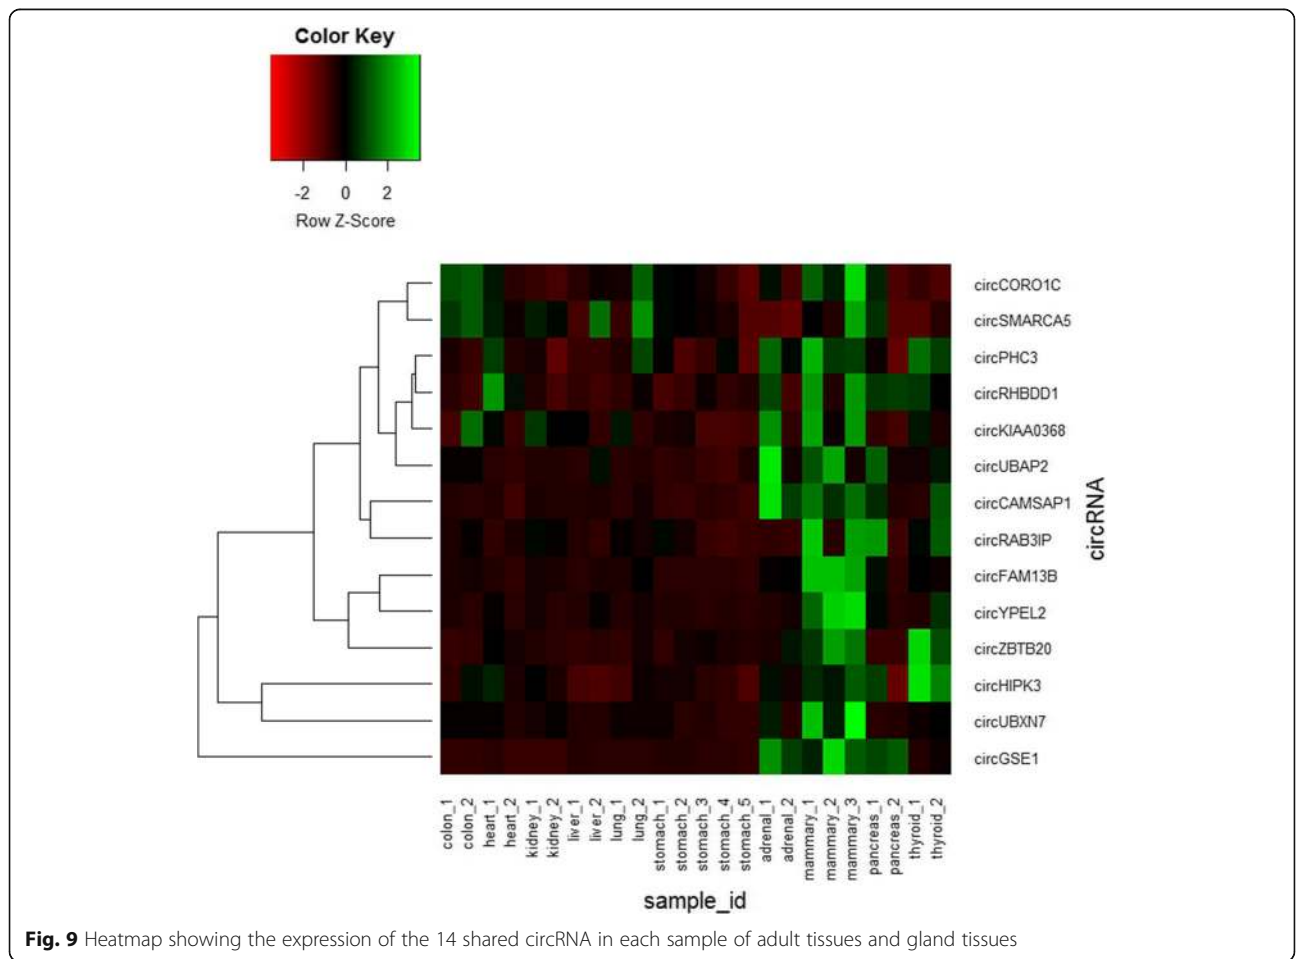 Color Key
-2 0 2
Row Z-Score
circCORO1C
circSMARCA5
circPHC3
circRHBDD1
circKIAA0368
circUBAP2
circCAMSAP1
circRAB3IP
circFAM13B
circYPEL2
circZBTB20
circHIPK3
circUBXN7
circGSE1
circRNA
colon_1
colon_2
heart_1
heart_2
kidney_1
kidney_2
liver_1
liver_2
lung_1
lung_2
stomach_1
stomach_2
stomach_3
stomach_4
stomach_5
adrenal_1
adrenal_2
mammary_1
mammary_2
mammary_3
pancreas_1
pancreas_2
thyroid_1
thyroid_2
sample_id
Fig. 9 Heatmap showing the expression of the 14 shared circRNA in each sample of adult tissues and gland tissues